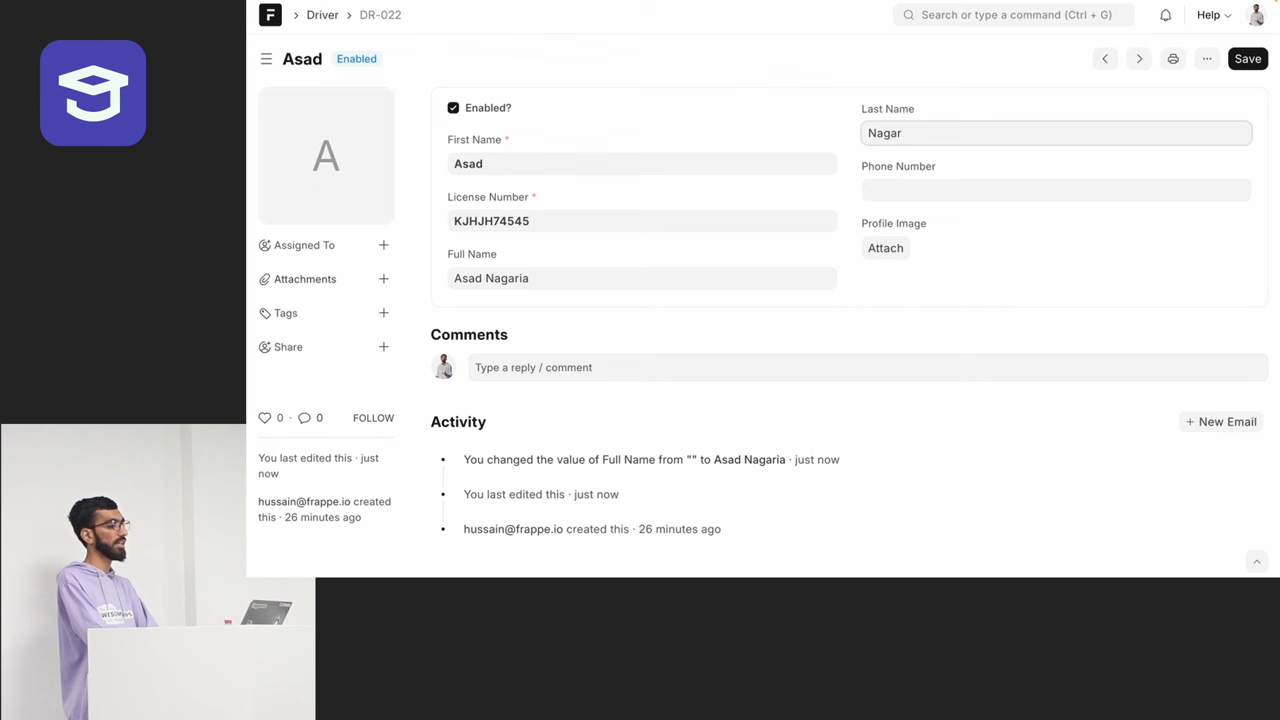 Driver
DR-022
Search or type a command (Ctrl + G)
Help
Asad
Enabled
Save
A
Enabled?
First Name *
Asad
License Number *
KJHJH74545
Full Name
Asad Nagaria
Last Name
Nagar
Phone Number
Profile Image
Attach
Assigned To
Attachments
Tags
Share
0 · 0
FOLLOW
You last edited this · just
now
hussain@frappe.io created
this · 26 minutes ago
Comments
Type a reply / comment
Activity
New Email
You changed the value of Full Name from "" to Asad Nagaria · just now
You last edited this · just now
hussain@frappe.io created this · 26 minutes ago